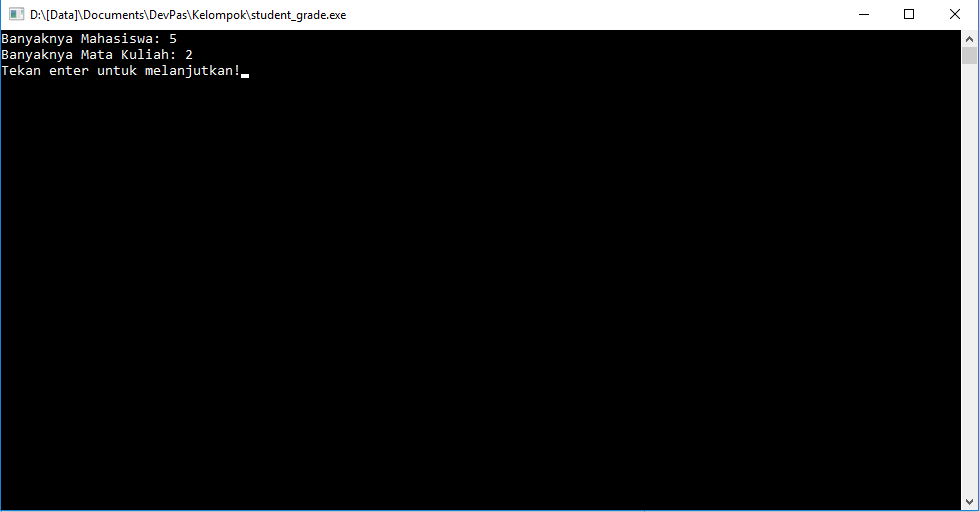 D:\[Data]\Documents\DevPas\Kelompok\student_grade.exe
Banyaknya Mahasiswa: 5
Banyaknya Mata Kuliah: 2
Tekan enter untuk melanjutkan!